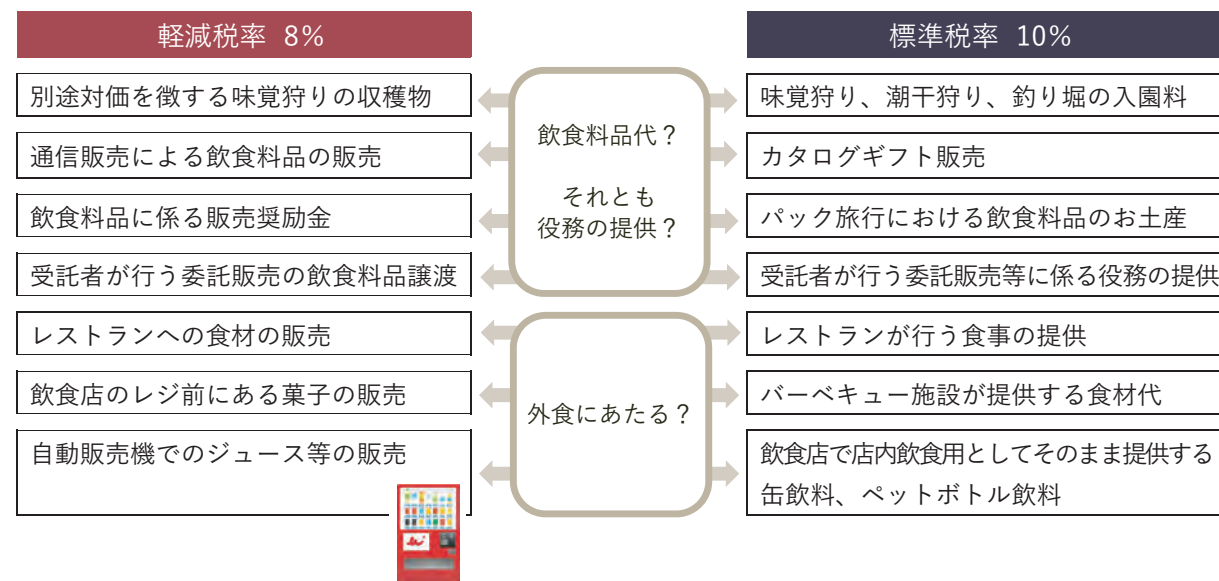 軽減税率 8%
標準税率 10%
別途対価を徴する味覚狩りの収穫物
味覚狩り、潮干狩り、釣り堀の入園料
通信販売による飲食料品の販売
カタログギフト販売
飲食料品に係る販売奨励金
パック旅行における飲食料品のお土産
受託者が行う委託販売の飲食料品譲渡
受託者が行う委託販売等に係る役務の提供
飲食料品代？
それとも
役務の提供？
レストランへの食材の販売
レストランが行う食事の提供
飲食店のレジ前にある菓子の販売
バーベキュー施設が提供する食材代
自動販売機でのジュース等の販売
飲食店で店内飲食用としてそのまま提供する
缶飲料、ペットボトル飲料
外食にあたる？